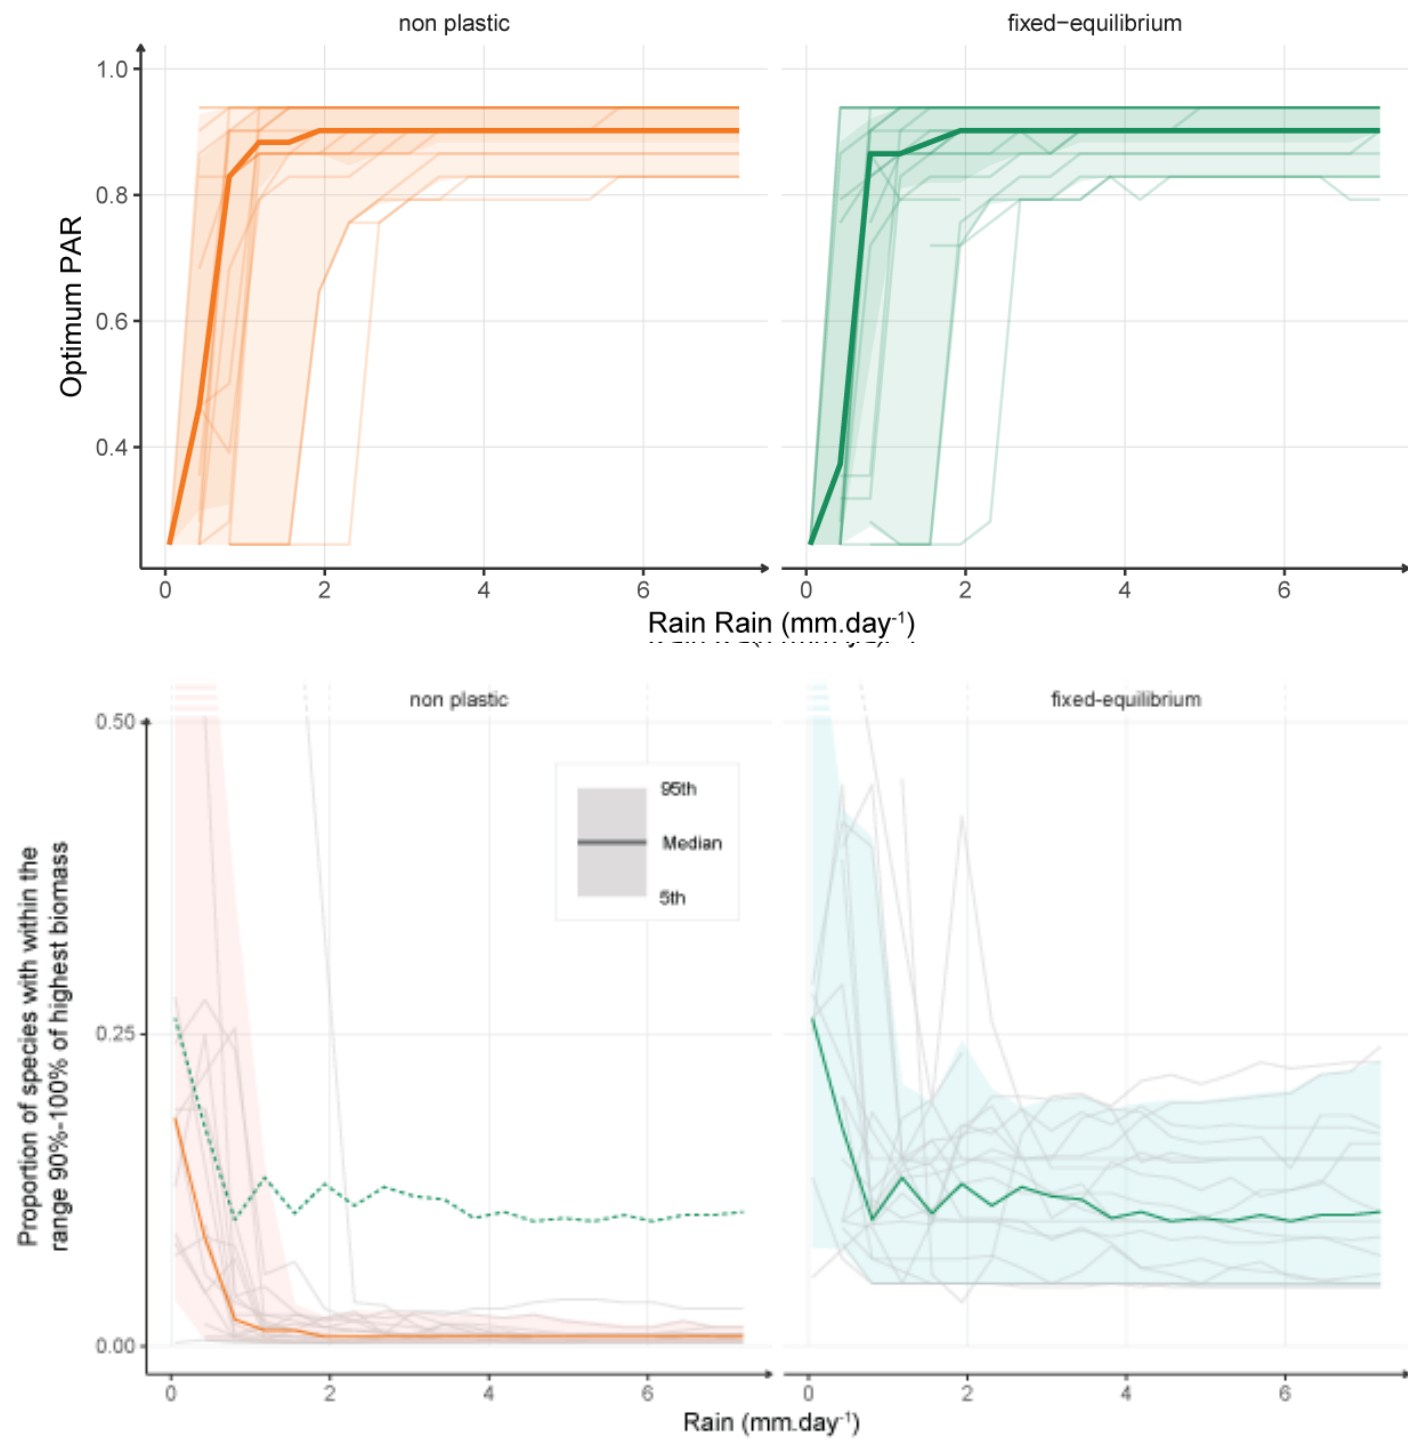 non plastic
fixed−equilibrium
1.0
0.8
0.6
0.4
Optimum PAR
0 2 4 6
0 2 4 6
Rain Rain (mm.day-1)
non plastic
fixed-equilibrium
0.50
0.25
0.00
95th
Median
5th
Proportion of species with within the
range 90%-100% of highest biomass
0 2 4 6
0 2 4 6
Rain (mm.day-1)